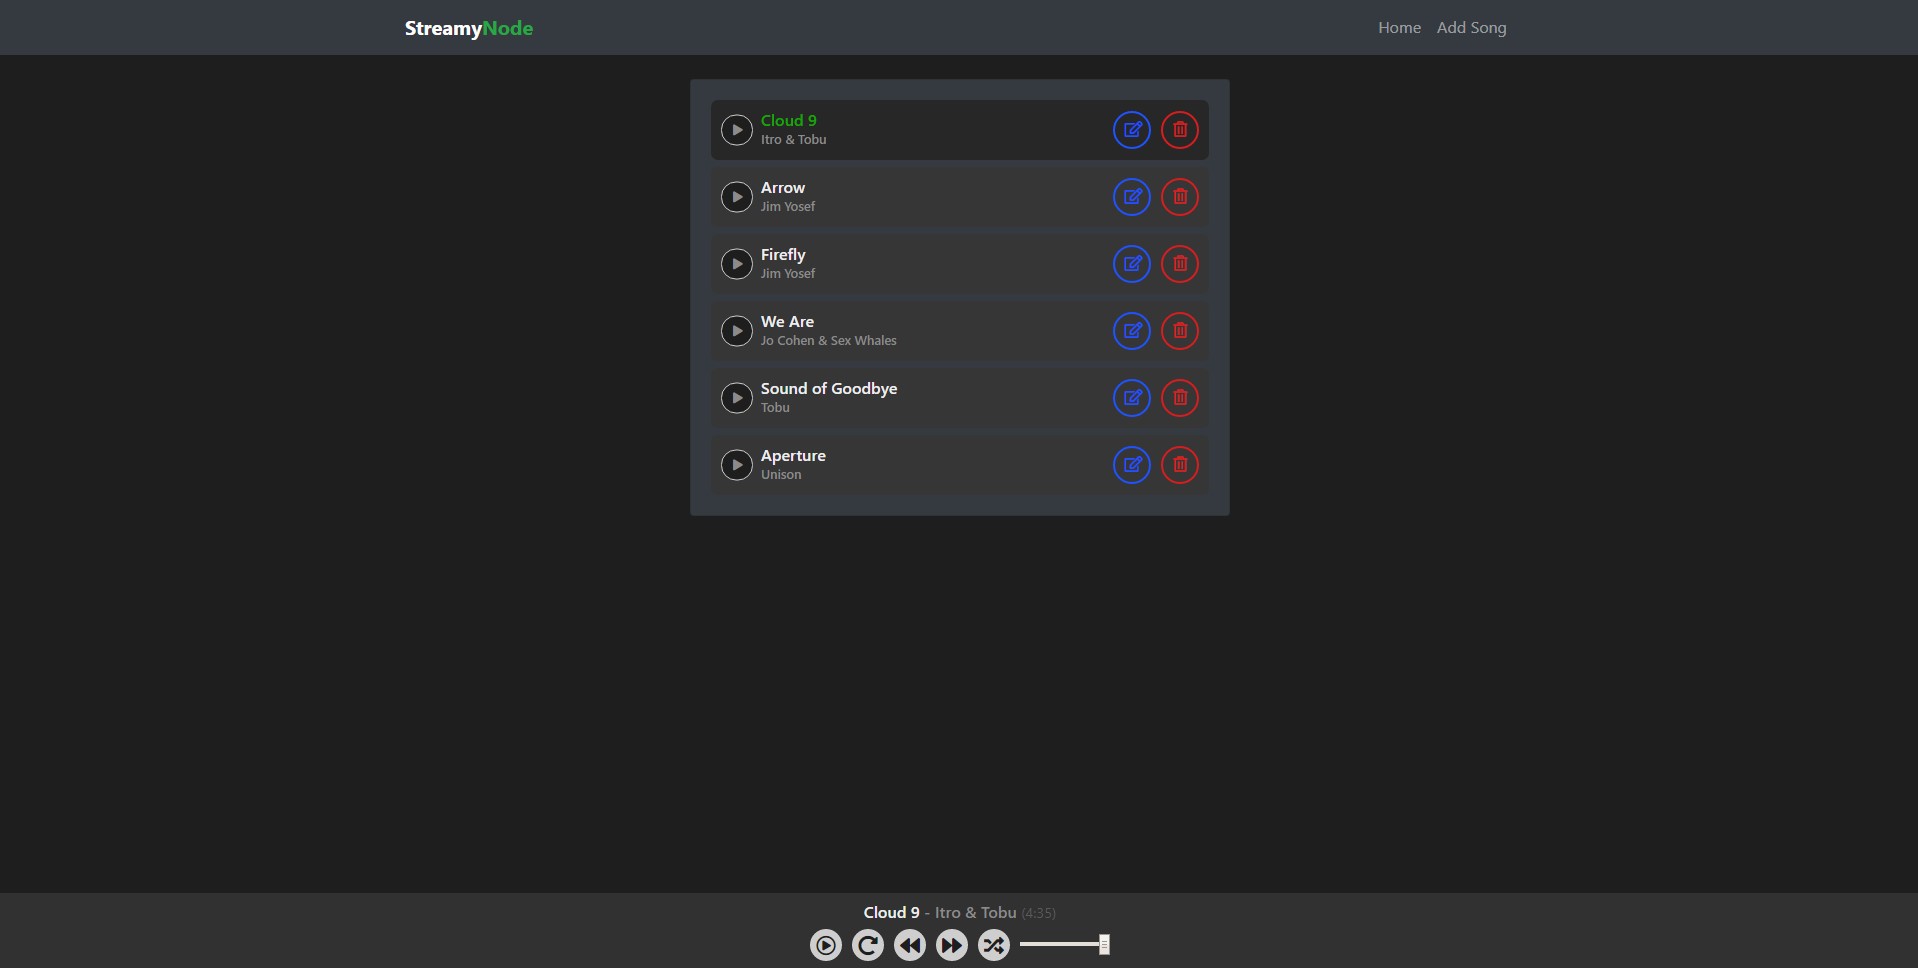 StreamyNode
Home Add Song
Cloud 9
Itro & Tobu
Arrow
Jim Yosef
Firefly
Jim Yosef
We Are
Jo Cohen & Sex Whales
Sound of Goodbye
Tobu
Aperture
Unison
Cloud 9 - Itro & Tobu (4:35)